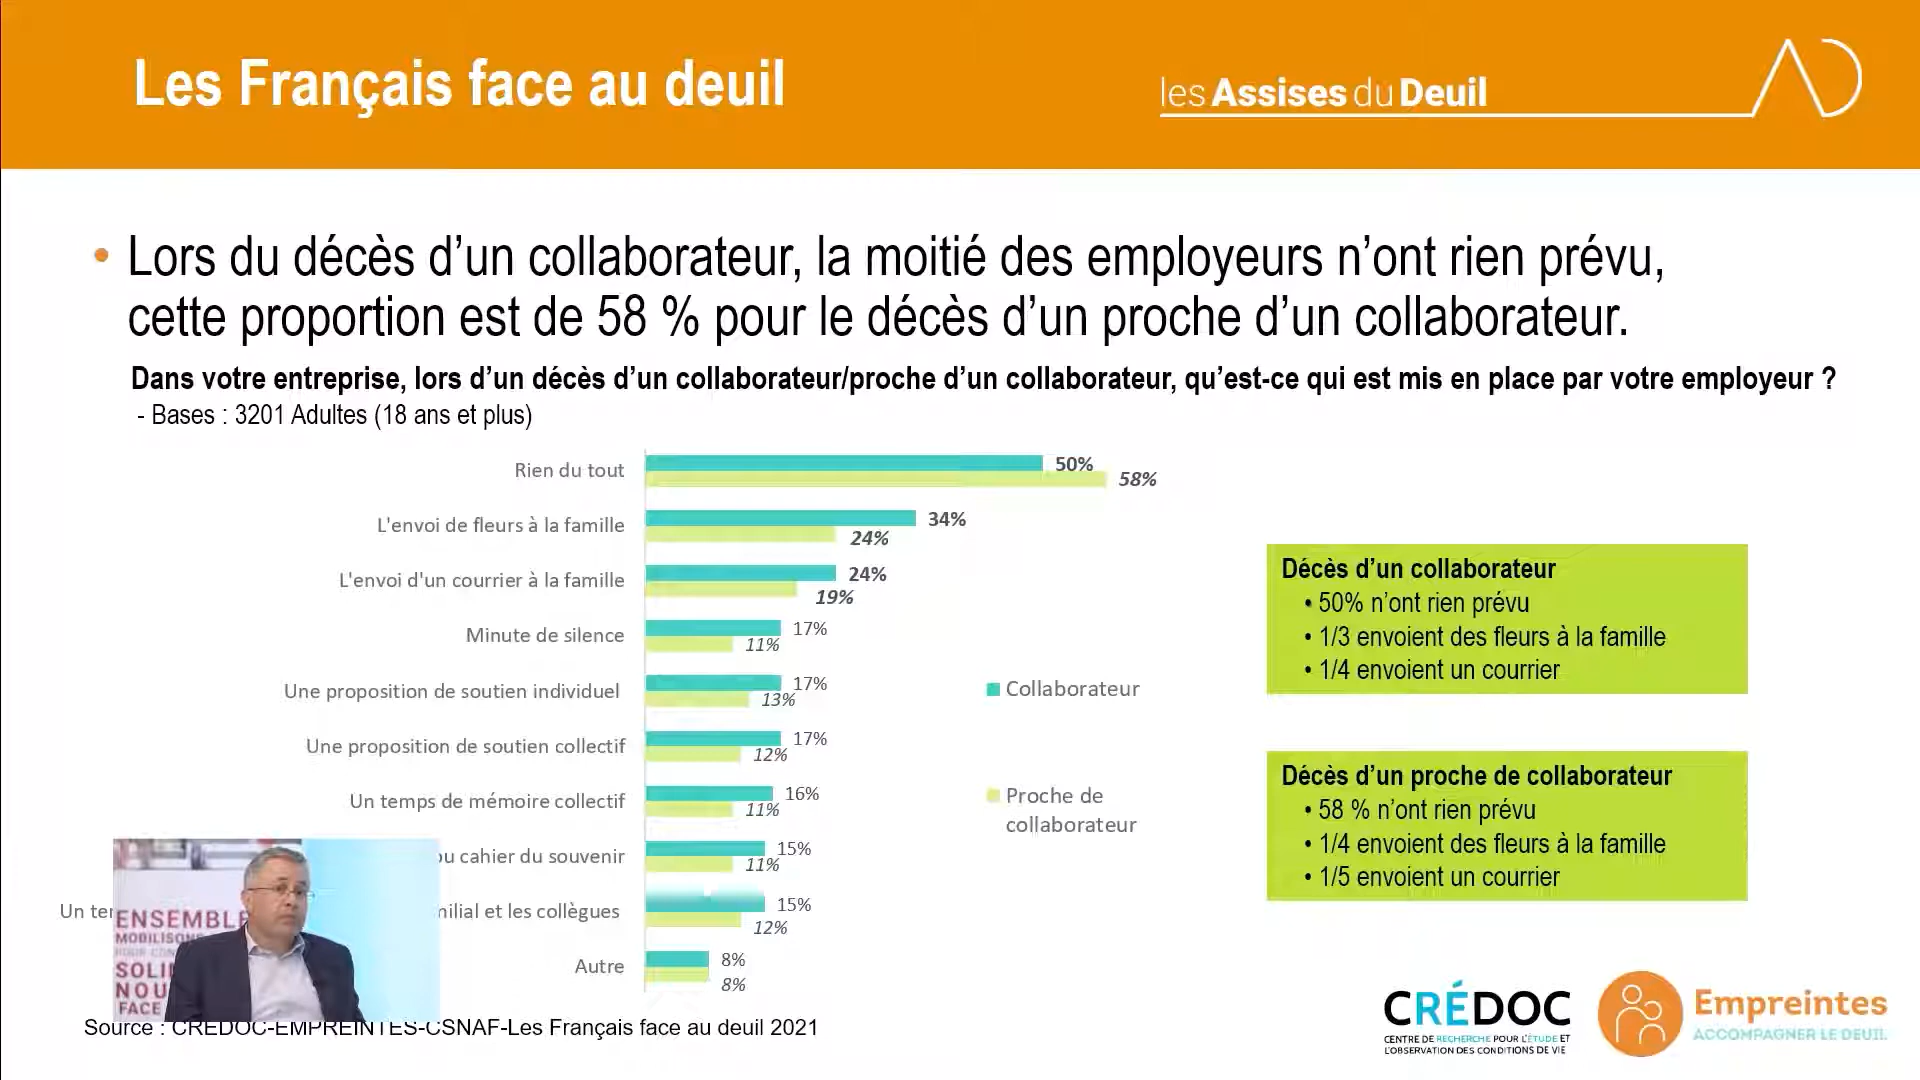 Les Français face au deuil
les Assises du Deuil
AD
• Lors du décès d’un collaborateur, la moitié des employeurs n’ont rien prévu,
cette proportion est de 58 % pour le décès d’un proche d’un collaborateur.
Dans votre entreprise, lors d’un décès d’un collaborateur/proche d’un collaborateur, qu’est-ce qui est mis en place par votre employeur ?
- Bases : 3201 Adultes (18 ans et plus)
Rien du tout
50%
58%
L'envoi de fleurs à la famille
34%
24%
L'envoi d'un courrier à la famille
24%
19%
Minute de silence
17%
11%
Une proposition de soutien individuel
17%
13%
Une proposition de soutien collectif
17%
12%
Un temps de mémoire collectif
16%
11%
ou cahier du souvenir
15%
11%
Un et les collègues
15%
12%
Autre
8%
8%
Collaborateur
Proche de
collaborateur
Décès d’un collaborateur
• 50% n’ont rien prévu
• 1/3 envoient des fleurs à la famille
• 1/4 envoient un courrier
Décès d’un proche de collaborateur
• 58 % n’ont rien prévu
• 1/4 envoient des fleurs à la famille
• 1/5 envoient un courrier
ENSEMBLE
MOBILISONS
SOLI
NOU
FACE
Source : CREDOC-EMPREINTES-CSNAF-Les Français face au deuil 2021
CRÉDOC
CENTRE DE RECHERCHE POUR L'ÉTUDE ET
L'OBSERVATION DES CONDITIONS DE VIE
Empreintes
ACCOMPAGNER LE DEUIL